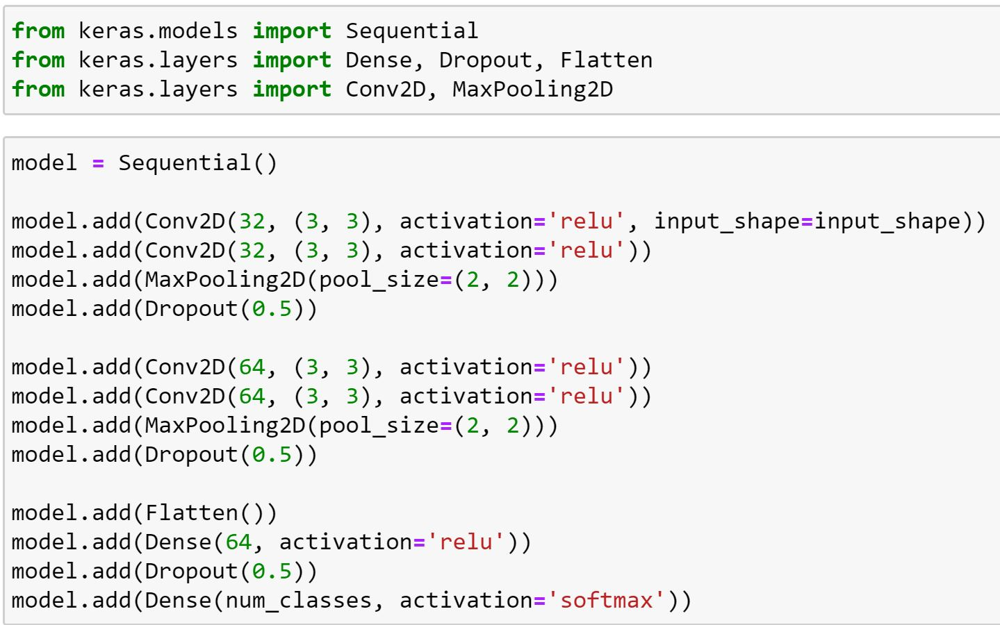 from keras.models import Sequential
from keras.layers import Dense, Dropout, Flatten
from keras.layers import Conv2D, MaxPooling2D
model = Sequential()
model.add(Conv2D(32, (3, 3), activation='relu', input_shape=input_shape))
model.add(Conv2D(32, (3, 3), activation='relu'))
model.add(MaxPooling2D(pool_size=(2, 2)))
model.add(Dropout(0.5))
model.add(Conv2D(64, (3, 3), activation='relu'))
model.add(Conv2D(64, (3, 3), activation='relu'))
model.add(MaxPooling2D(pool_size=(2, 2)))
model.add(Dropout(0.5))
model.add(Flatten())
model.add(Dense(64, activation='relu'))
model.add(Dropout(0.5))
model.add(Dense(num_classes, activation='softmax'))